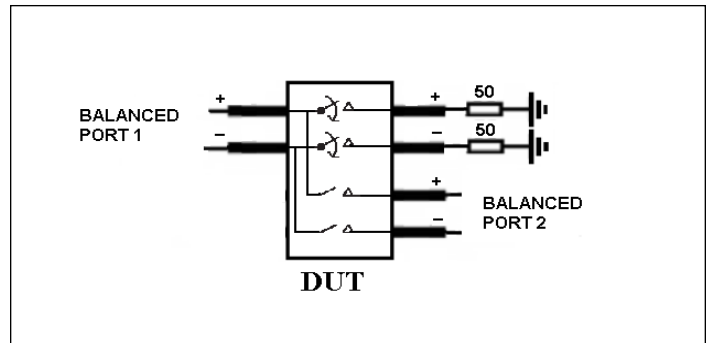 50
+
+
BALANCED
PORT 1
50
–
–
+
BALANCED
PORT 2
–
DUT